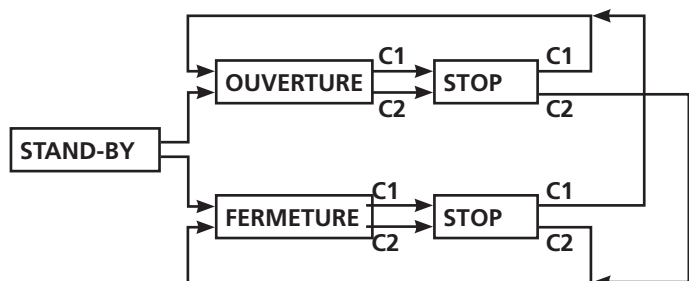 C1 C1
OUVERTURE STOP
C2 C2
STAND-BY
C1 C1
FERMETURE STOP
C2 C2